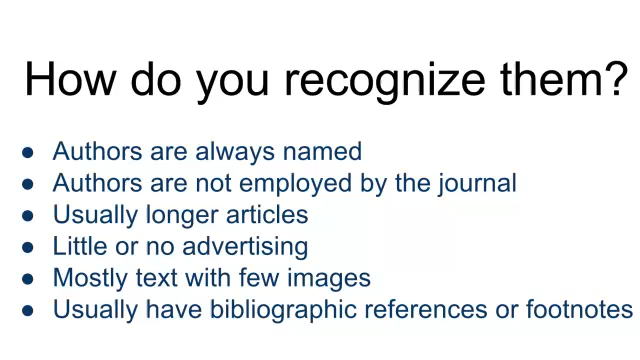 How do you recognize them?
● Authors are always named
● Authors are not employed by the journal
● Usually longer articles
● Little or no advertising
● Mostly text with few images
● Usually have bibliographic references or footnotes